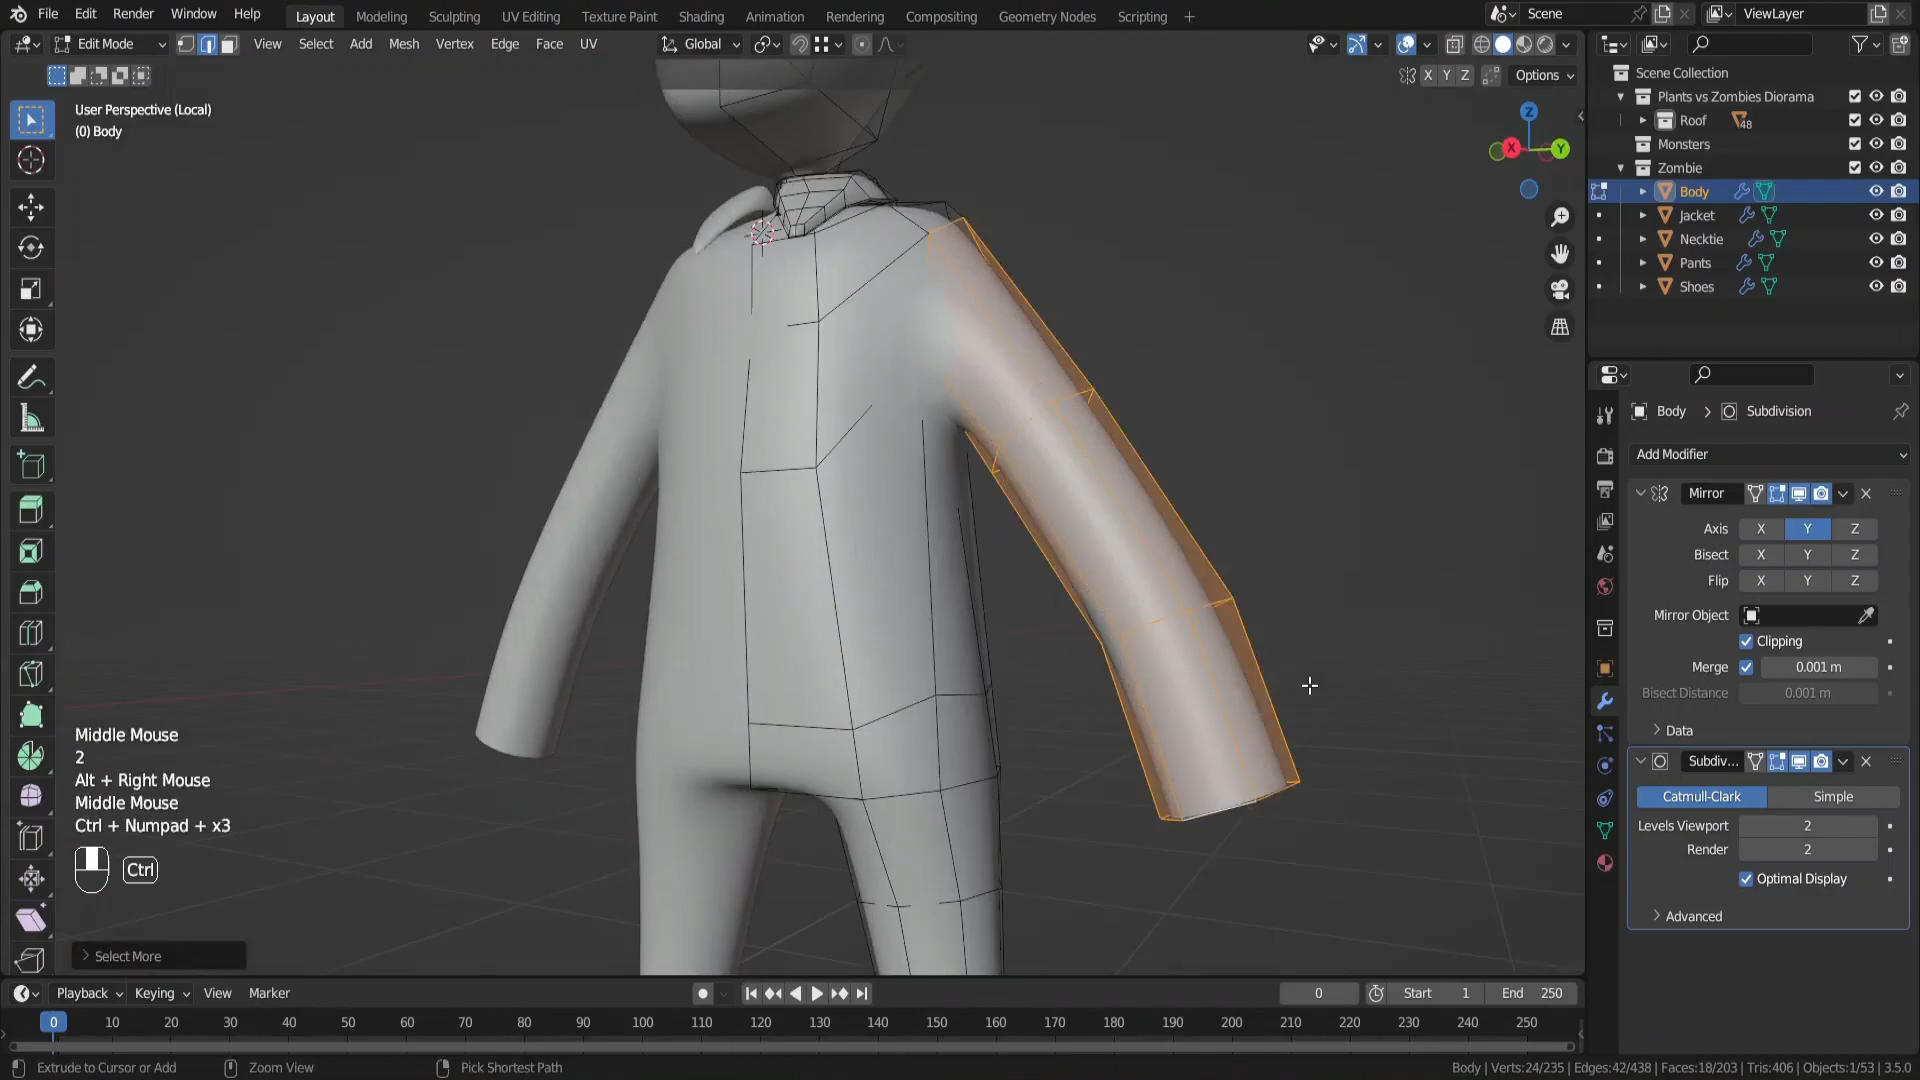 File Edit Render Window Help Layout Modeling Sculpting UV Editing Texture Paint Shading Animation Rendering Compositing Geometry Nodes Scripting Scene ViewLayer
Edit Mode View Select Add Mesh Vertex Edge Face UV Global
X Y Z Options
User Perspective (Local)
(0) Body
Z
X
Y
Middle Mouse
2
Alt + Right Mouse
Middle Mouse
Ctrl + Numpad + x3
Ctrl
Select More
Scene Collection
Plants vs Zombies Diorama
Roof 48
Monsters
Zombie
Body
Jacket
Necktie
Pants
Shoes
Body > Subdivision
Add Modifier
Mirror
Axis X Y Z
Bisect X Y Z
Flip X Y Z
Mirror Object
Clipping
Merge 0.001 m
Bisect Distance 0.001 m
Data
Subdiv...
Catmull-Clark Simple
Levels Viewport 2
Render 2
Optimal Display
Advanced
Playback Keying View Marker 0 Start 1 End 250
0 10 20 30 40 50 60 70 80 90 100 110 120 130 140 150 160 170 180 190 200 210 220 230 240 250
Extrude to Cursor or Add Zoom View Pick Shortest Path Body | Verts:24/235 | Edges:42/438 | Faces:18/203 | Tris:406 | Objects:1/53 | 3.5.0